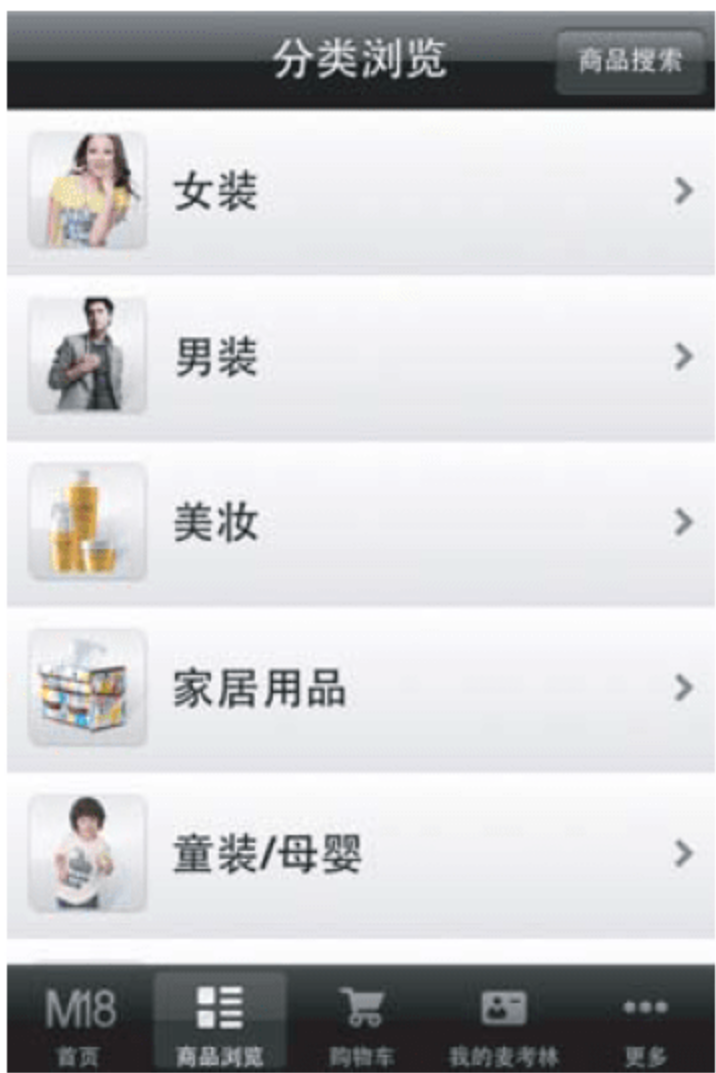 分类浏览
商品搜索
女装
男装
美妆
家居用品
童装/母婴
M18
首页
商品浏览
购物车
我的麦考林
更多